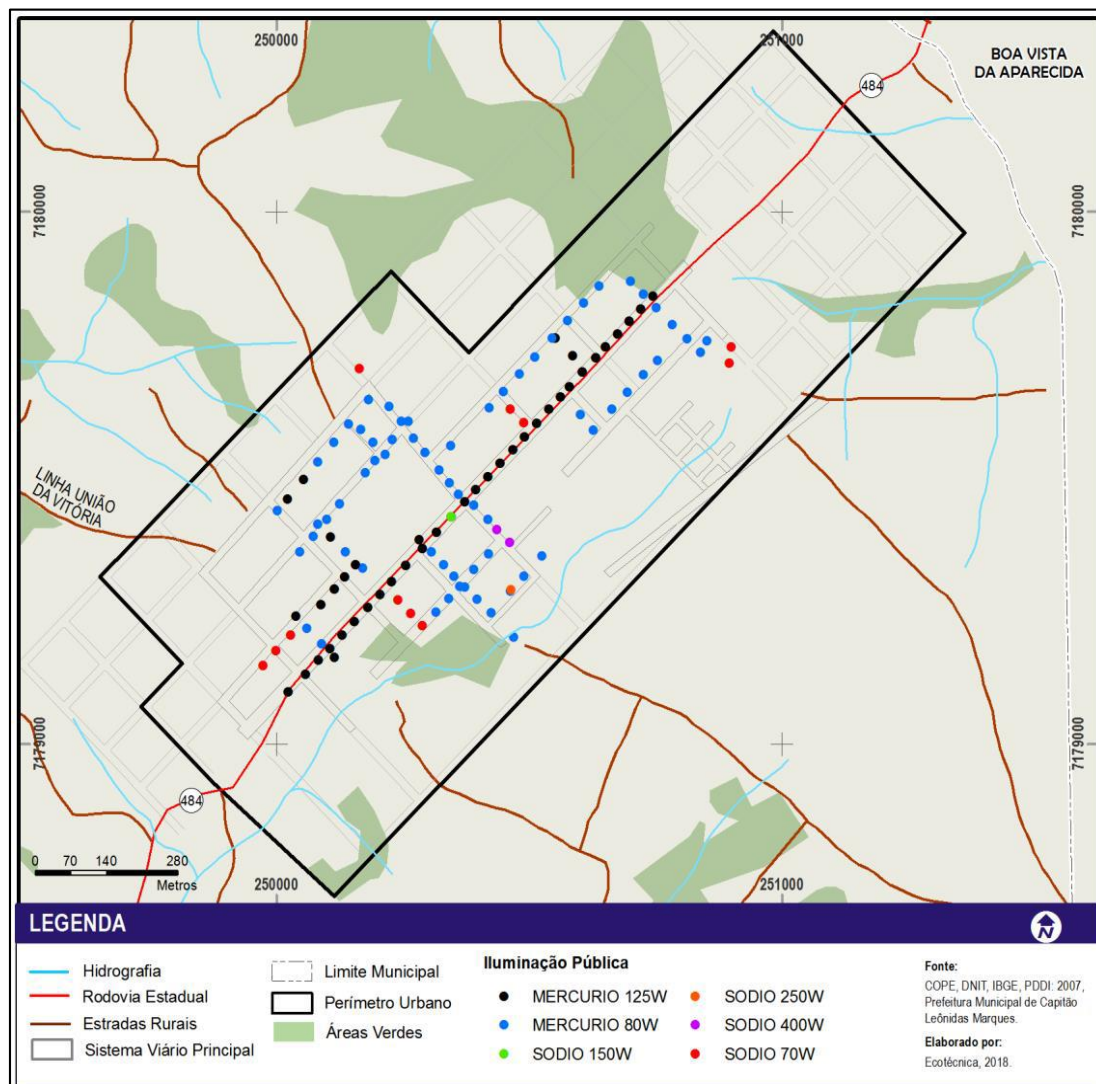 250000
251000
BOA VISTA
DA APARECIDA
484
7180000
7180000
LINHA UNIÃO
DA VITÓRIA
7179000
7179000
484
0 70 140 280
Metros
250000
251000
LEGENDA
N
Hidrografia
Rodovia Estadual
Estradas Rurais
Sistema Viário Principal
Limite Municipal
Perímetro Urbano
Áreas Verdes
Iluminação Pública
MERCURIO 125W
MERCURIO 80W
SODIO 150W
SODIO 250W
SODIO 400W
SODIO 70W
Fonte:
COPE, DNIT, IBGE, PDDI: 2007,
Prefeitura Municipal de Capitão
Leônidas Marques.
Elaborado por:
Ecotécnica, 2018.